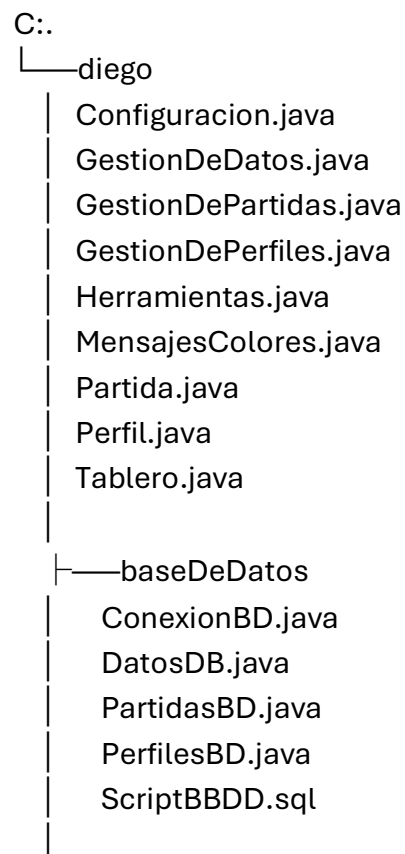 C:.
└───diego
│ Configuracion.java
│ GestionDeDatos.java
│ GestionDePartidas.java
│ GestionDePerfiles.java
│ Herramientas.java
│ MensajesColores.java
│ Partida.java
│ Perfil.java
│ Tablero.java
│
├───baseDeDatos
│ ConexionBD.java
│ DatosDB.java
│ PartidasBD.java
│ PerfilesBD.java
│ ScriptBBDD.sql
│